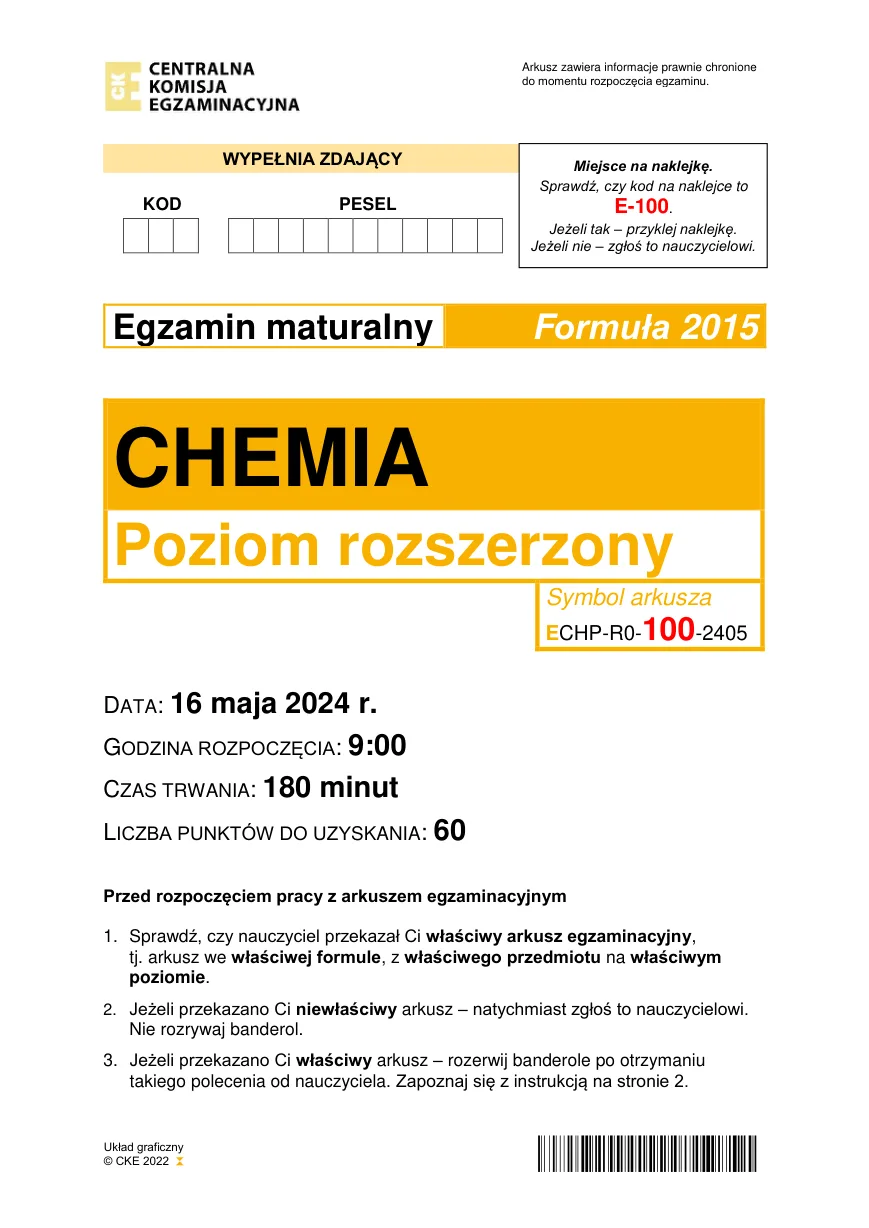 CENTRALNA
KOMISJA
EGZAMINACYJNA
Arkusz zawiera informacje prawnie chronione
do momentu rozpoczęcia egzaminu.
WYPEŁNIA ZDAJĄCY
KOD
PESEL
Miejsce na naklejkę.
Sprawdź, czy kod na naklejce to
E-100.
Jeżeli tak – przyklej naklejkę.
Jeżeli nie – zgłoś to nauczycielowi.
Egzamin maturalny
Formuła 2015
CHEMIA
Poziom rozszerzony
Symbol arkusza
ECHP-R0-100-2405
DATA: 16 maja 2024 r.
GODZINA ROZPOCZĘCIA: 9:00
CZAS TRWANIA: 180 minut
LICZBA PUNKTÓW DO UZYSKANIA: 60
Przed rozpoczęciem pracy z arkuszem egzaminacyjnym
1. Sprawdź, czy nauczyciel przekazał Ci właściwy arkusz egzaminacyjny,
tj. arkusz we właściwej formule, z właściwego przedmiotu na właściwym
poziomie.
2. Jeżeli przekazano Ci niewłaściwy arkusz – natychmiast zgłoś to nauczycielowi.
Nie rozrywaj banderol.
3. Jeżeli przekazano Ci właściwy arkusz – rozerwij banderole po otrzymaniu
takiego polecenia od nauczyciela. Zapoznaj się z instrukcją na stronie 2.
Układ graficzny
© CKE 2022